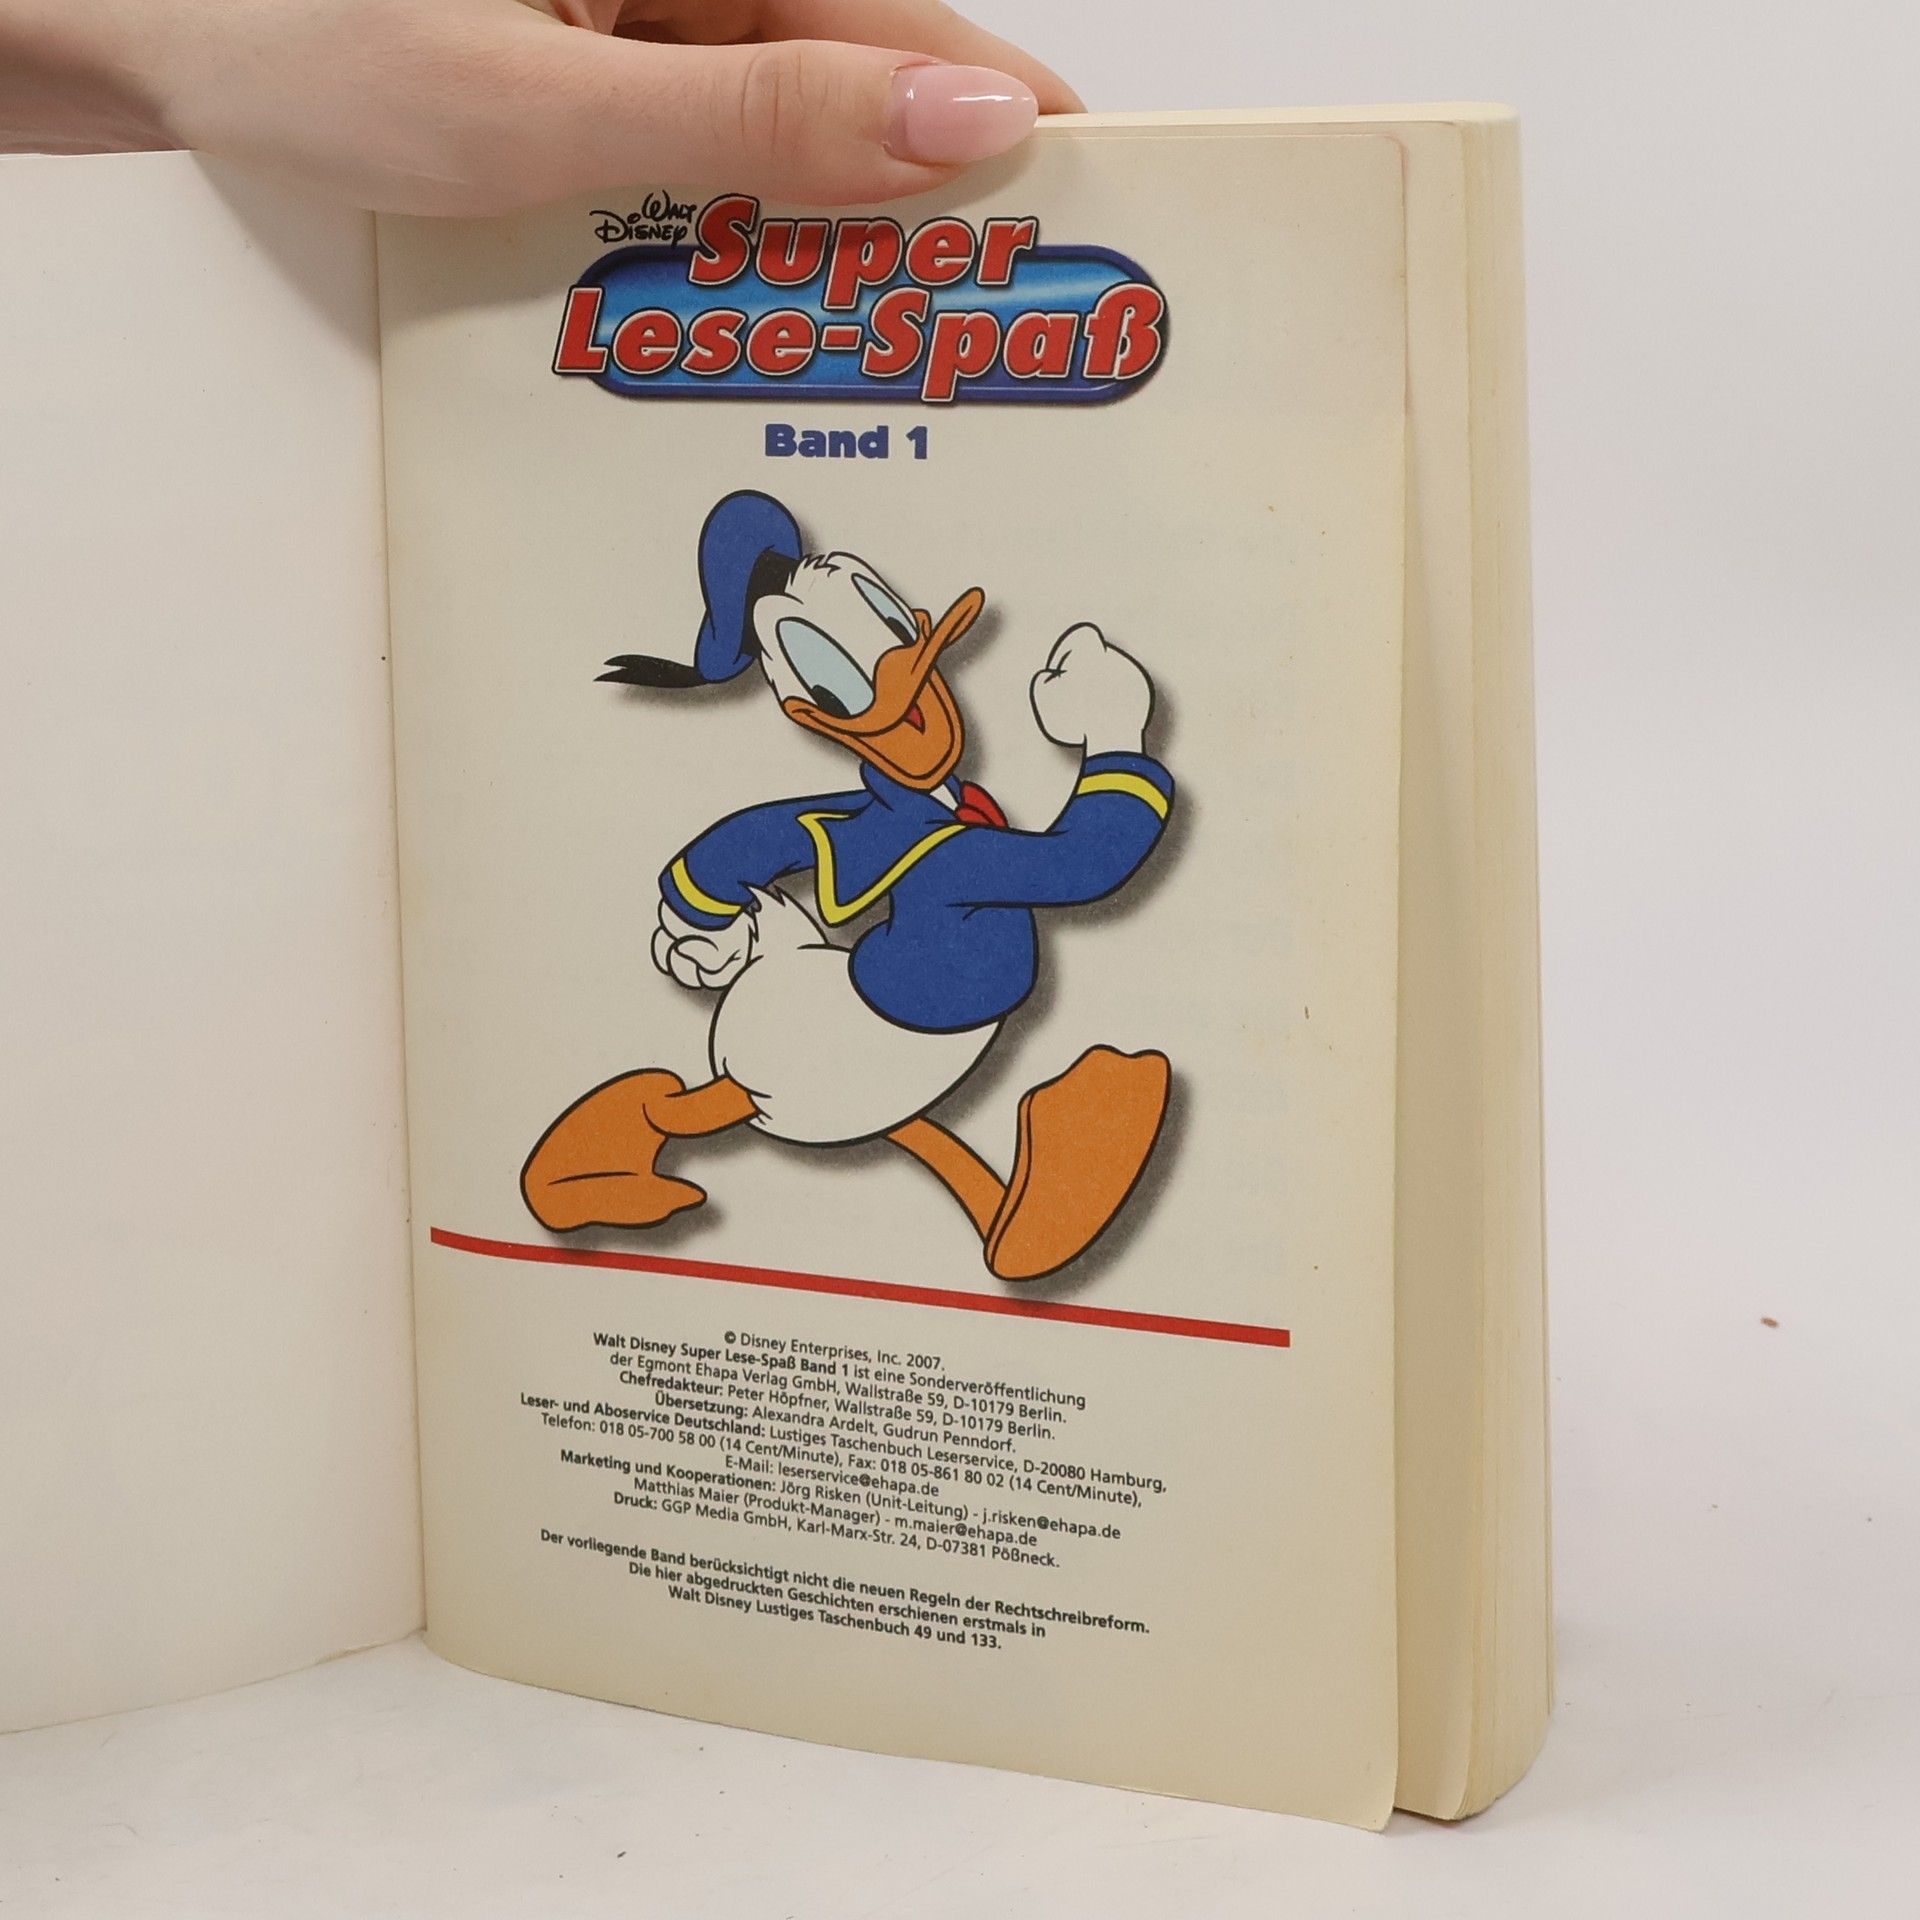 Walt
Disney
Super
Lese-Spaß
Band 1
© Disney Enterprises, Inc. 2007.
Walt Disney Super Lese-Spaß Band 1 ist eine Sonderveröffentlichung
der Egmont Ehapa Verlag GmbH, Wallstraße 59, D-10179 Berlin.
Chefredakteur: Peter Höpfner, Wallstraße 59, D-10179 Berlin.
Übersetzung: Alexandra Ardelt, Gudrun Penndorf.
Leser- und Aboservice Deutschland: Lustiges Taschenbuch Leserservice, D-20080 Hamburg,
Telefon: 018 05-700 58 00 (14 Cent/Minute), Fax: 018 05-861 80 02 (14 Cent/Minute),
E-Mail: leserservice@ehapa.de
Marketing und Kooperationen: Jörg Risken (Unit-Leitung) - j.risken@ehapa.de
Matthias Maier (Produkt-Manager) - m.maier@ehapa.de
Druck: GGP Media GmbH, Karl-Marx-Str. 24, D-07381 Pößneck.
Der vorliegende Band berücksichtigt nicht die neuen Regeln der Rechtschreibreform.
Die hier abgedruckten Geschichten erschienen erstmals in
Walt Disney Lustiges Taschenbuch 49 und 133.